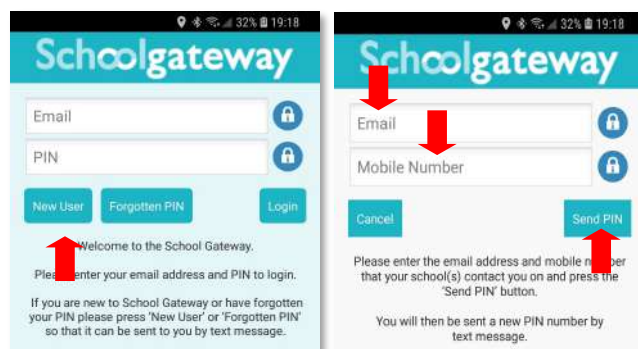 32% 19:18
Schoolgateway
Email
PIN
New User
Forgotten PIN
Login
Welcome to the School Gateway.
Please enter your email address and PIN to login.
If you are new to School Gateway or have forgotten
your PIN please press 'New User' or 'Forgotten PIN'
so that it can be sent to you by text message.
32% 19:18
Schoolgateway
Email
Mobile Number
Cancel
Send PIN
Please enter the email address and mobile number
that your school(s) contact you on and press the
'Send PIN' button.
You will then be sent a new PIN number by
text message.